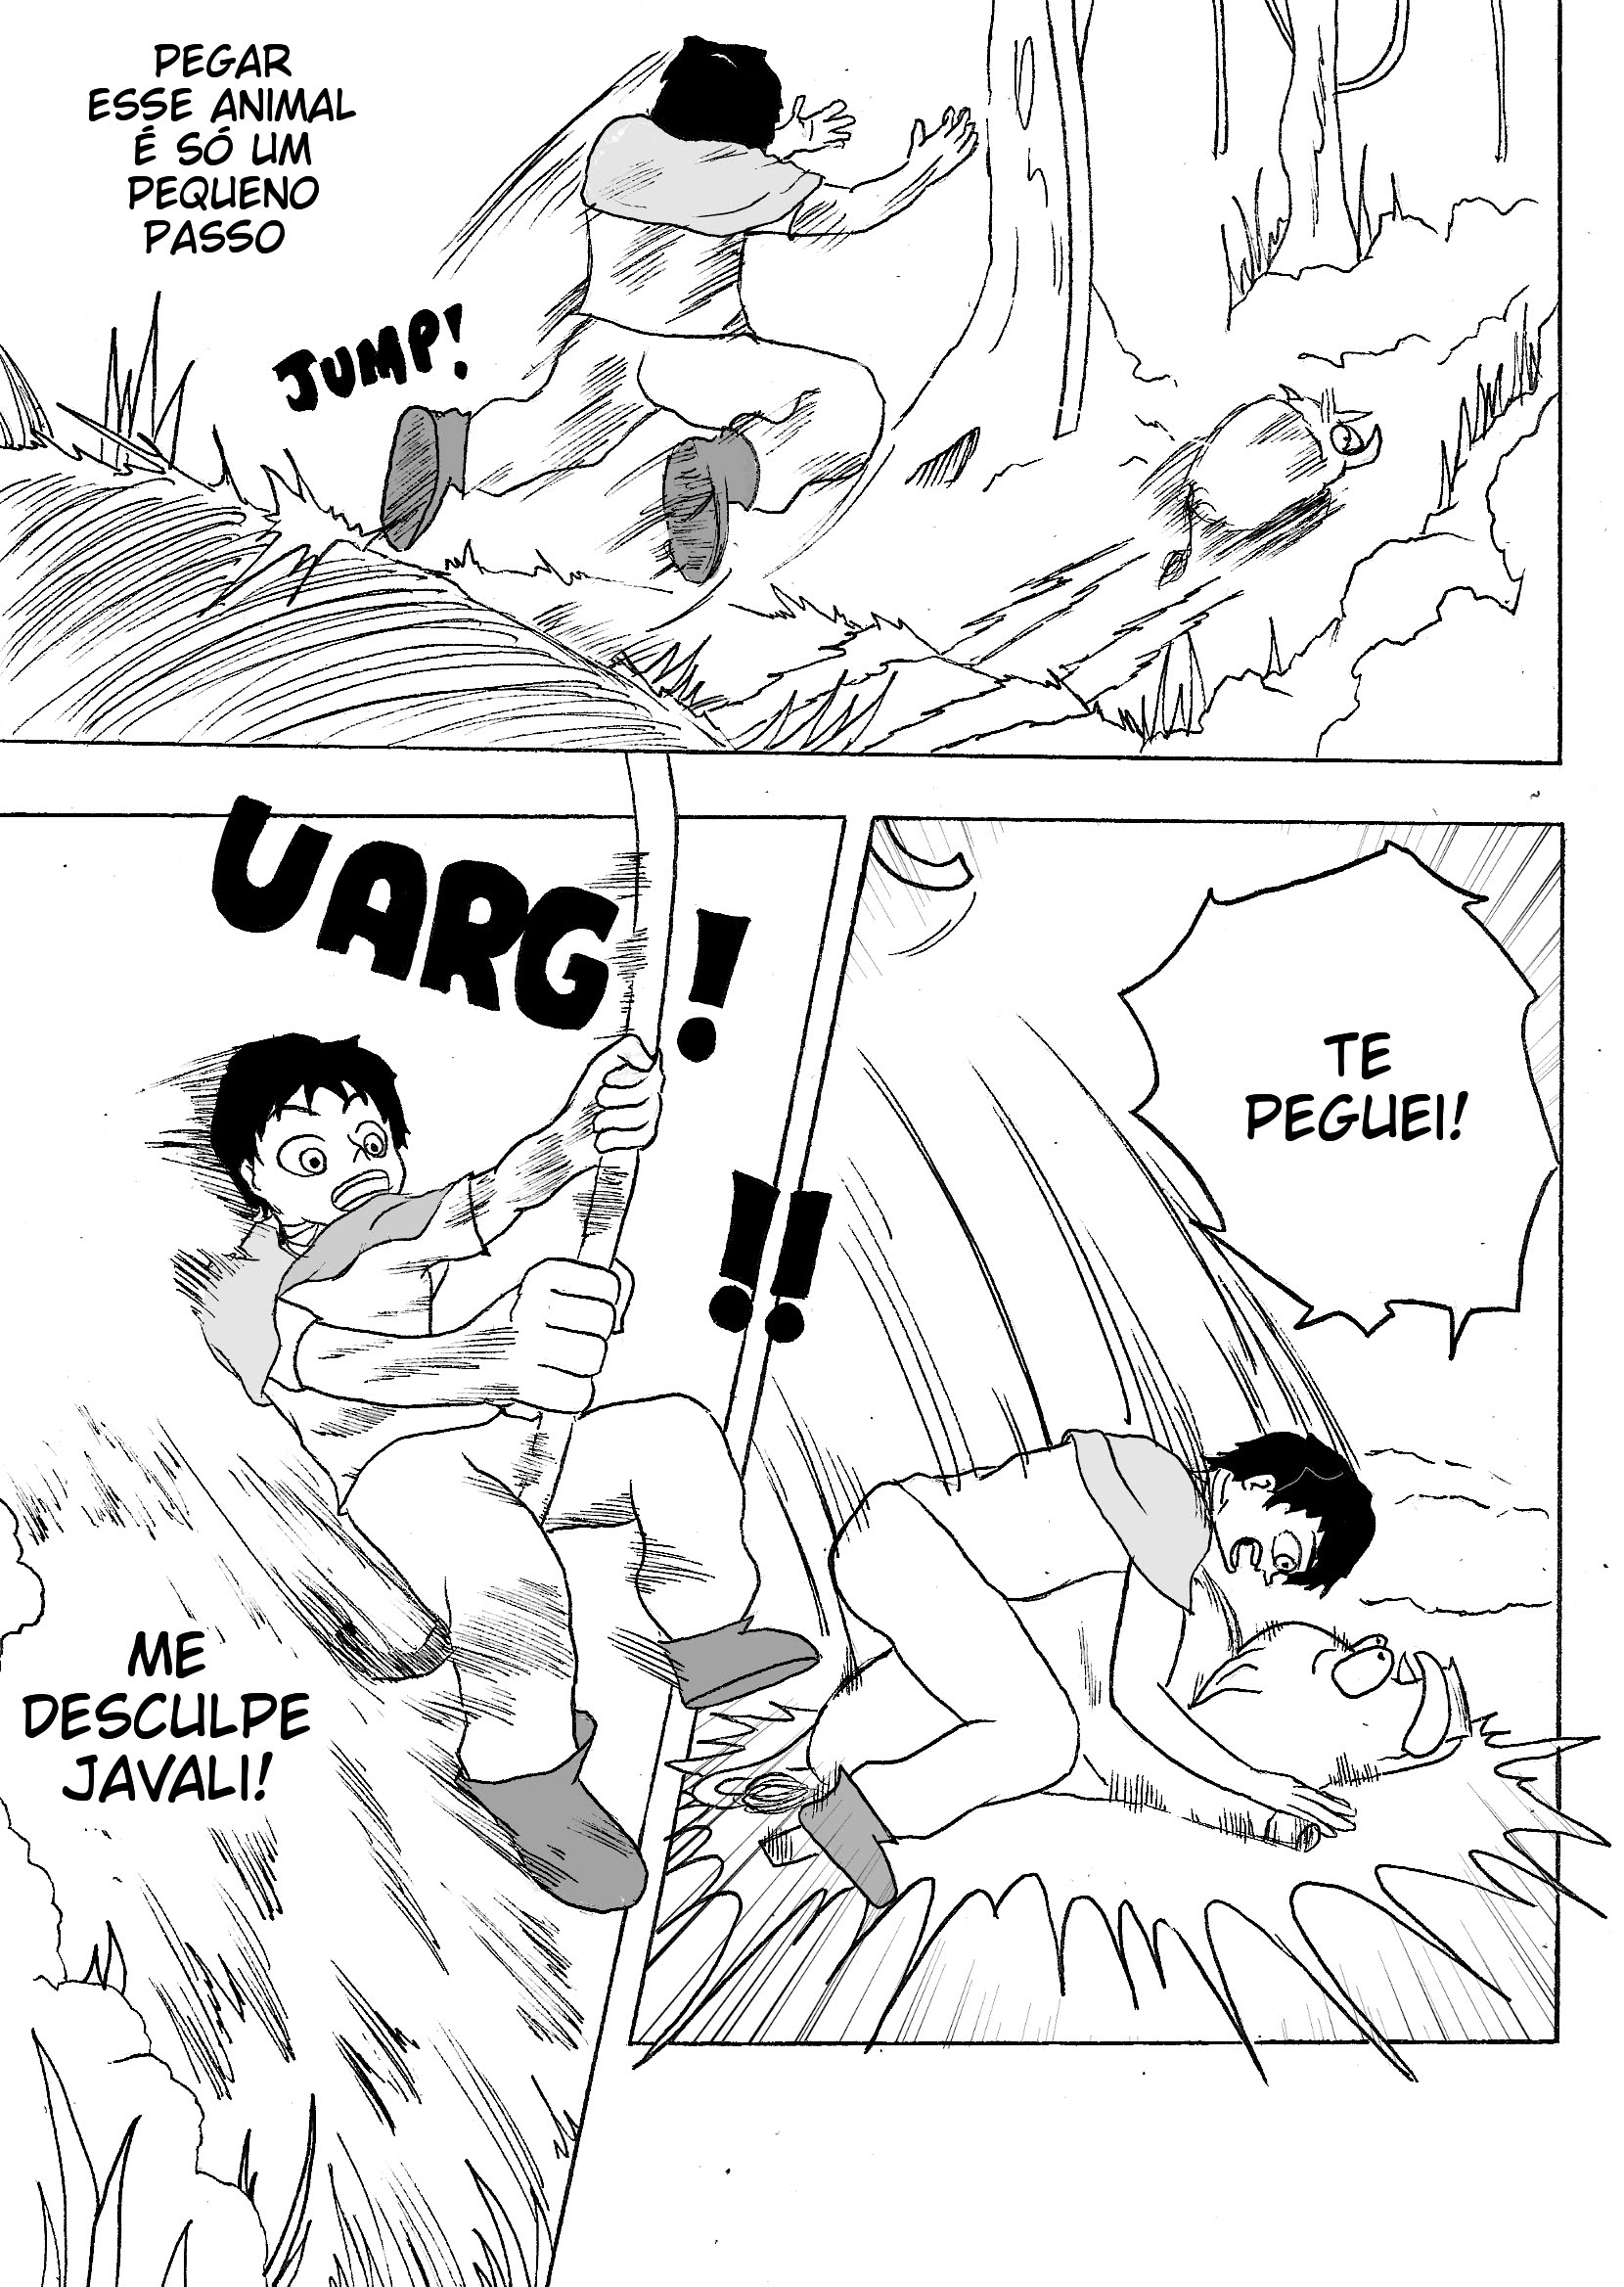 PEGAR
ESSE ANIMAL
É SÓ UM
PEQUENO
PASSO
JUMP!
TE
PEGUEI!
UARG!
!!
ME
DESCULPE
JAVALI!